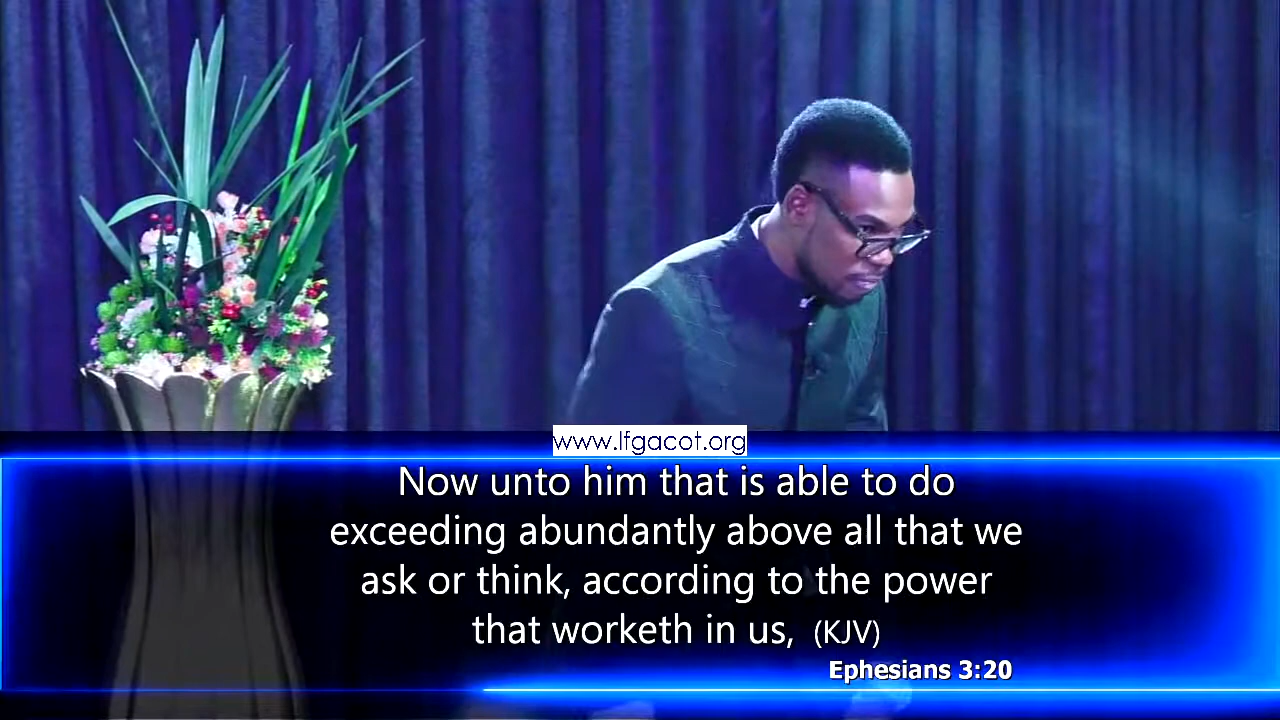 www.lfgacot.org
Now unto him that is able to do
exceeding abundantly above all that we
ask or think, according to the power
that worketh in us, (KJV)
Ephesians 3:20